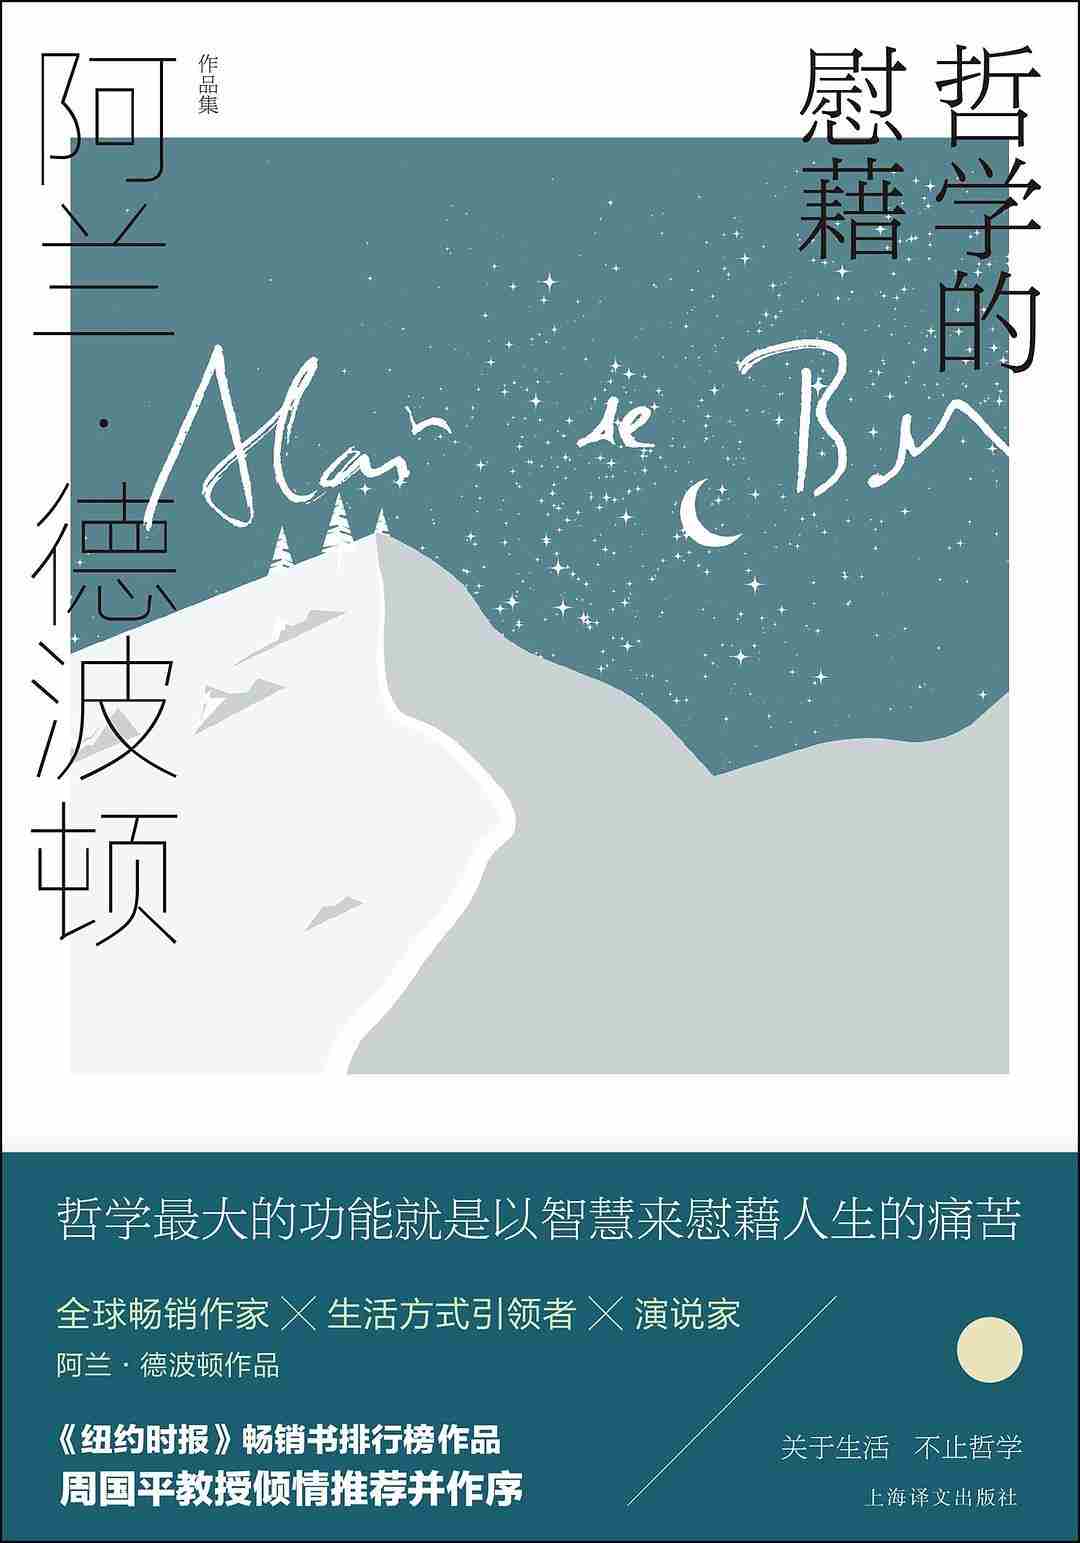 哲学的
慰藉
阿兰·德波顿
作品集
Alain de B
哲学最大的功能就是以智慧来慰藉人生的痛苦
全球畅销作家╳生活方式引领者╳演说家
阿兰·德波顿作品
《纽约时报》畅销书排行榜作品
周国平教授倾情推荐并作序
关于生活 不止哲学
上海译文出版社